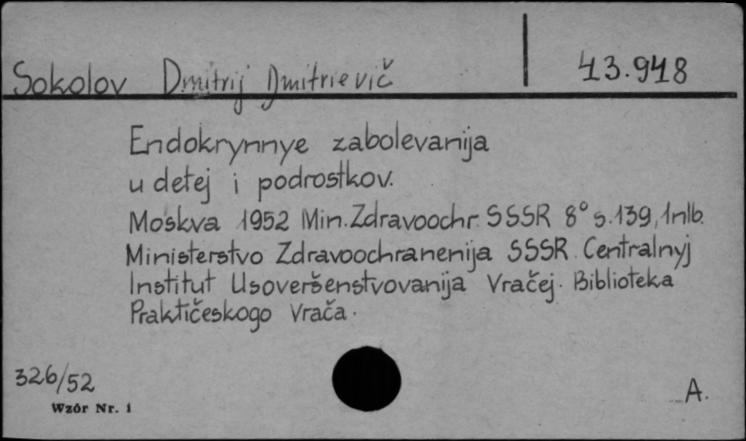 Sokolov Dmitrij Dmitrievič 43.948
Endokrynnye zabolevanija
u detej i podrostkov.
Moskva 1952 Min. Zdravoochr. SSSR 8° s. 139, 1nlb.
Ministerstvo Zdravoochranenija SSSR. Centralnyj
Institut Usoveršenstvovanija Vračej. Biblioteka
Praktičeskogo Vrača.
326/52
Wzór Nr. 1
A.